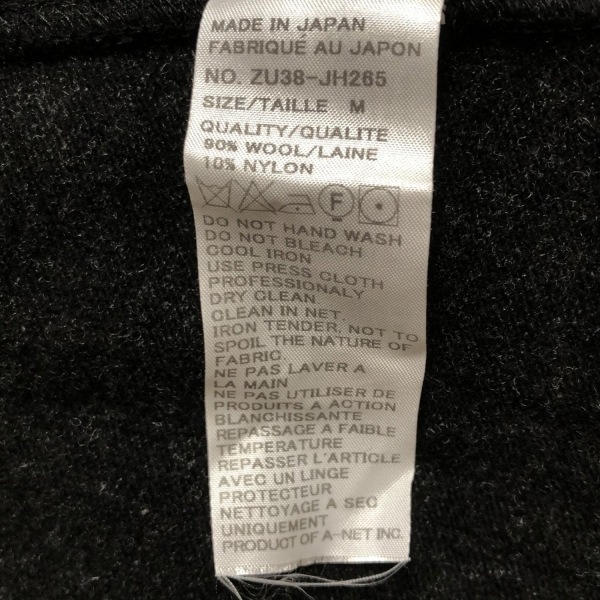 MADE IN JAPAN
FABRIQUÉ AU JAPON
NO. ZU38-JH265
SIZE/TAILLE M
QUALITY/QUALITE
90% WOOL/LAINE
10% NYLON
F
DO NOT HAND WASH
DO NOT BLEACH
COOL IRON
USE PRESS CLOTH
PROFESSIONALY
DRY CLEAN
CLEAN IN NET.
IRON TENDER, NOT TO
SPOIL THE NATURE OF
FABRIC.
NE PAS LAVER A
LA MAIN
NE PAS UTILISER DE
PRODUITS A ACTION
BLANCHISSANTE
REPASSAGE A FAIBLE
TEMPERATURE
REPASSER L'ARTICLE
AVEC UN LINGE
PROTECTEUR
NETTOYAGE A SEC
UNIQUEMENT
PRODUCT OF A-NET INC.